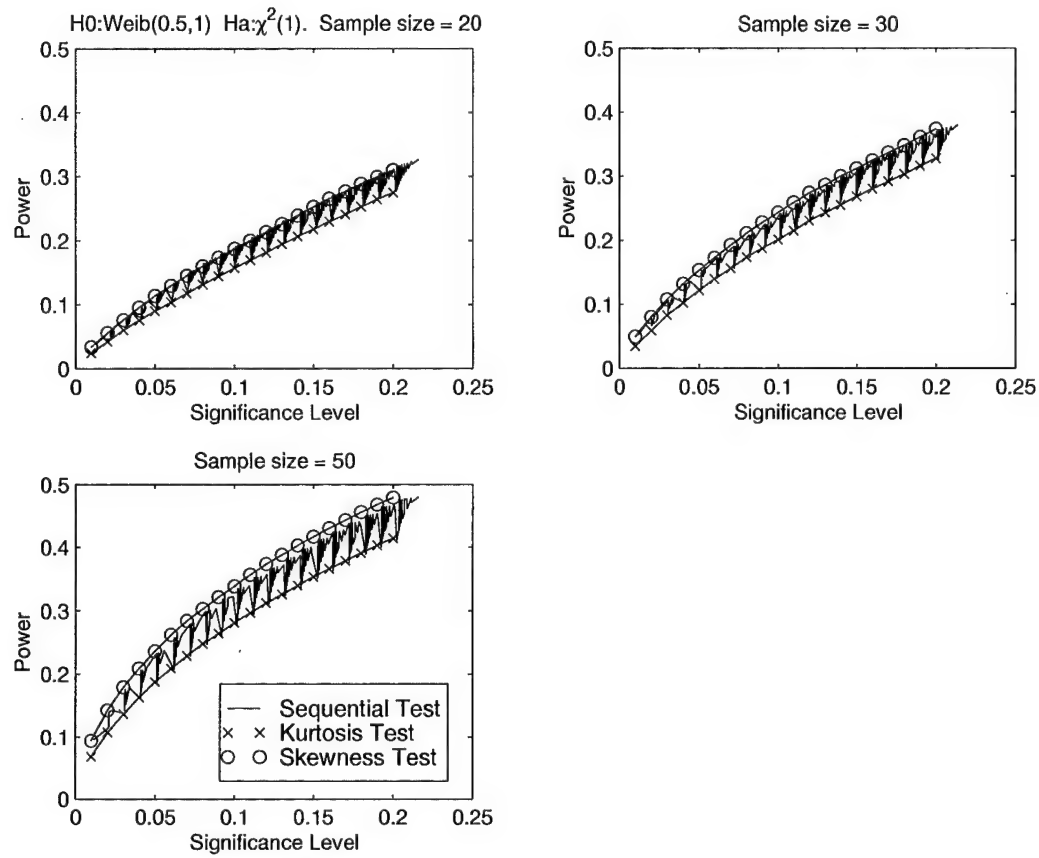 H0:Weib(0.5,1) Ha:χ²(1). Sample size = 20
0.5
0.4
0.3
0.2
0.1
0
Power
0 0.05 0.1 0.15 0.2 0.25
Significance Level
Sample size = 30
0.5
0.4
0.3
0.2
0.1
0
Power
0 0.05 0.1 0.15 0.2 0.25
Significance Level
Sample size = 50
0.5
0.4
0.3
0.2
0.1
0
Power
Sequential Test
Kurtosis Test
Skewness Test
0 0.05 0.1 0.15 0.2 0.25
Significance Level